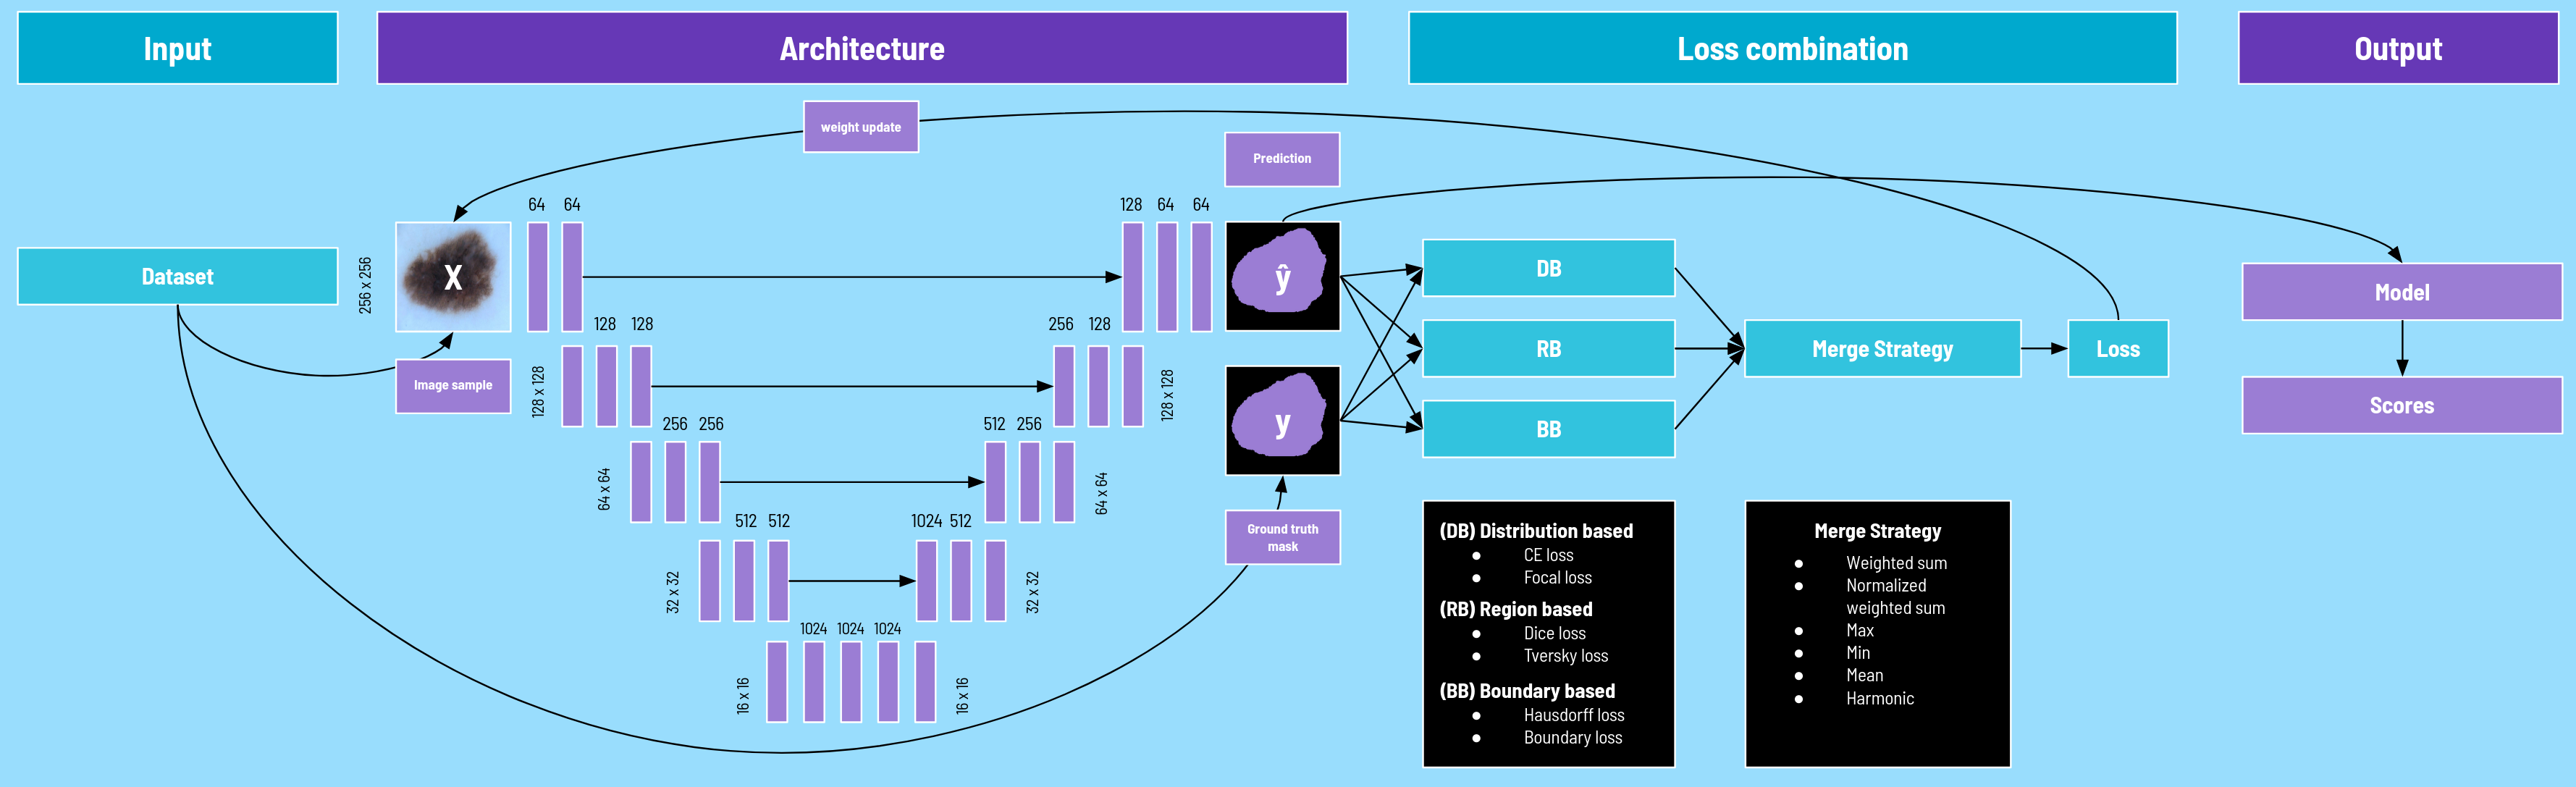 Input
Architecture
Loss combination
Output
weight update
Prediction
Dataset
Image sample
256 x 256
X
64 64
128 64 64
ŷ
128 128
256 128
128 x 128
128 x 128
y
256 256
512 256
64 x 64
64 x 64
512 512
1024 512
32 x 32
32 x 32
1024 1024 1024
16 x 16
16 x 16
Ground truth
mask
DB
RB
BB
Merge Strategy
Loss
Model
Scores
(DB) Distribution based
● CE loss
● Focal loss
(RB) Region based
● Dice loss
● Tversky loss
(BB) Boundary based
● Hausdorff loss
● Boundary loss
Merge Strategy
● Weighted sum
● Normalized
weighted sum
● Max
● Min
● Mean
● Harmonic